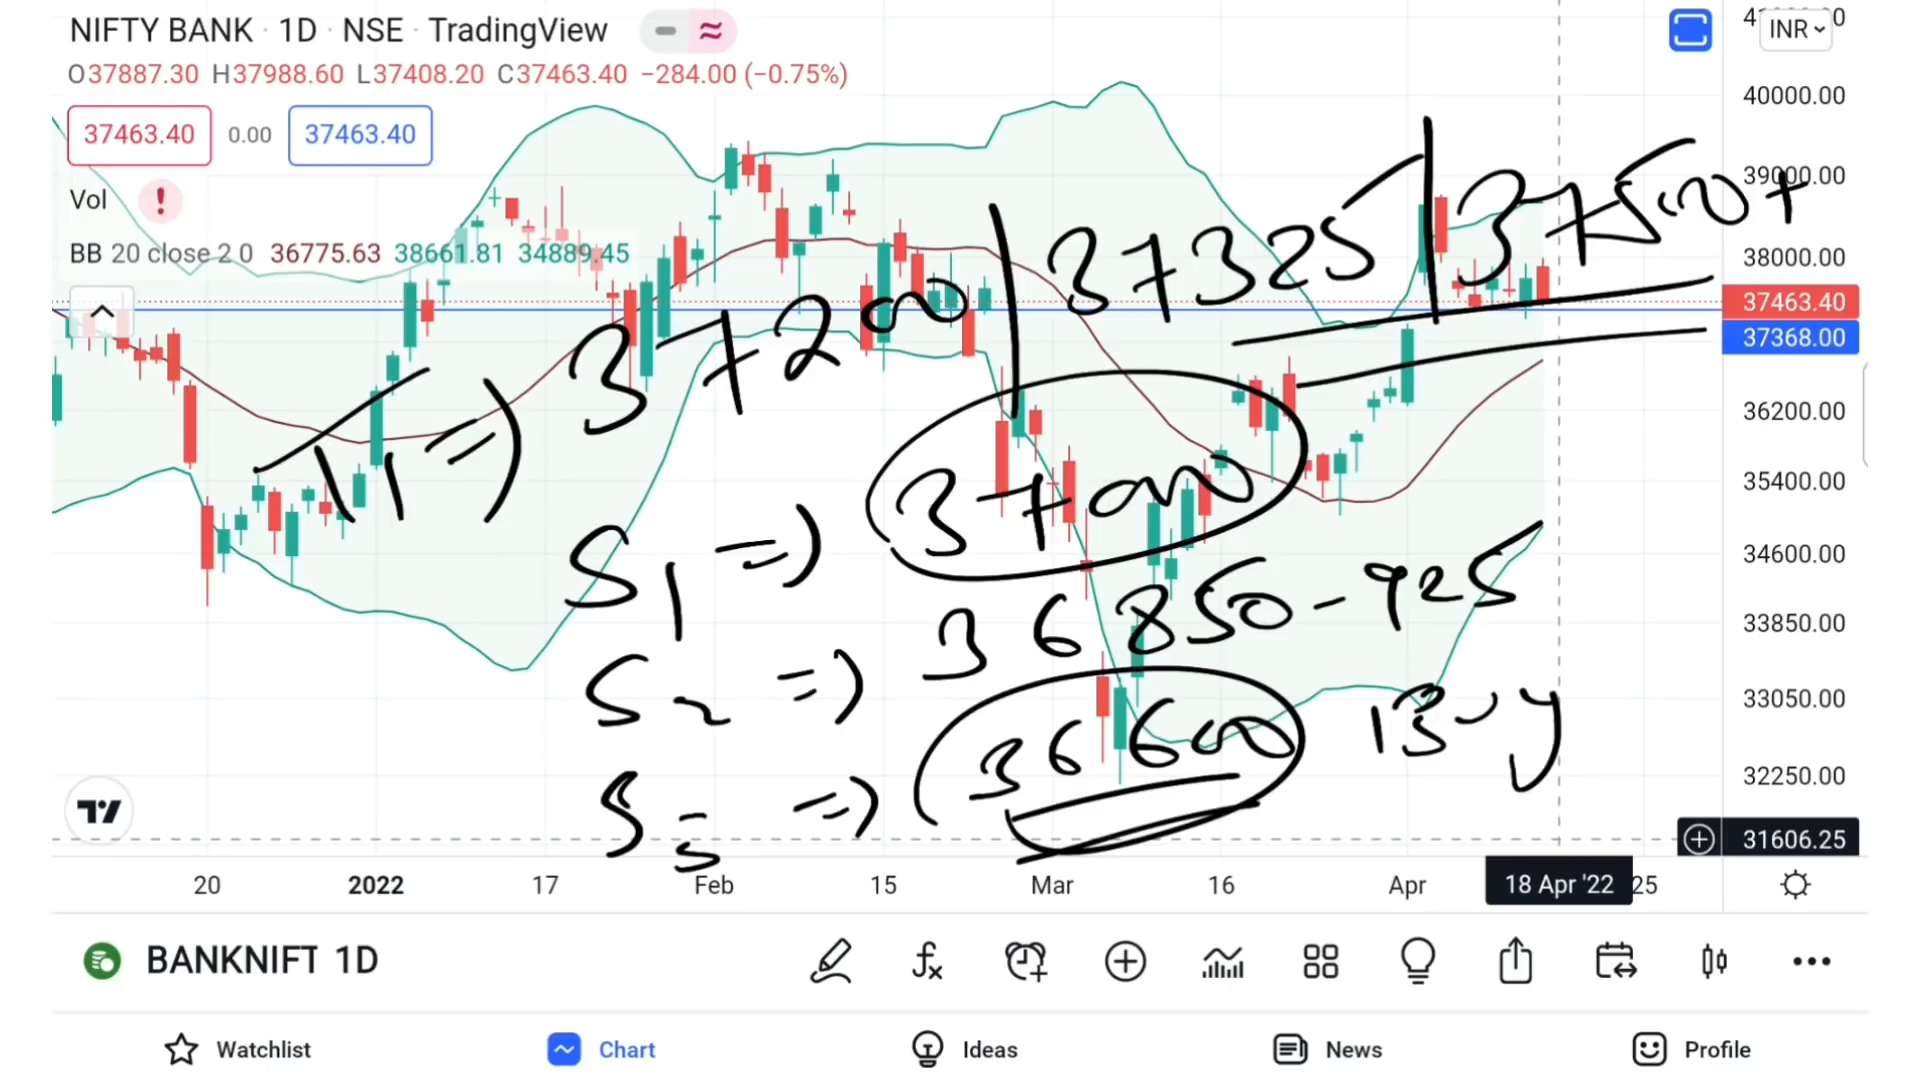 NIFTY BANK · 1D · NSE · TradingView
O37887.30 H37988.60 L37408.20 C37463.40 −284.00 (−0.75%)
INR
37463.40 0.00 37463.40
40000.00
Vol !
39000.00
BB 20 close 2 0 36775.63 38661.81 34889.45
38000.00
37463.40
37368.00
36200.00
35400.00
34600.00
33850.00
33050.00
32250.00
31606.25
37200 | 37325 | 37500+
S1 => 37000
S2 => 36850-925
S3 => 36600 Buy
20 2022 17 Feb 15 Mar 16 Apr 18 Apr '22 25
BANKNIFT 1D
Watchlist Chart Ideas News Profile